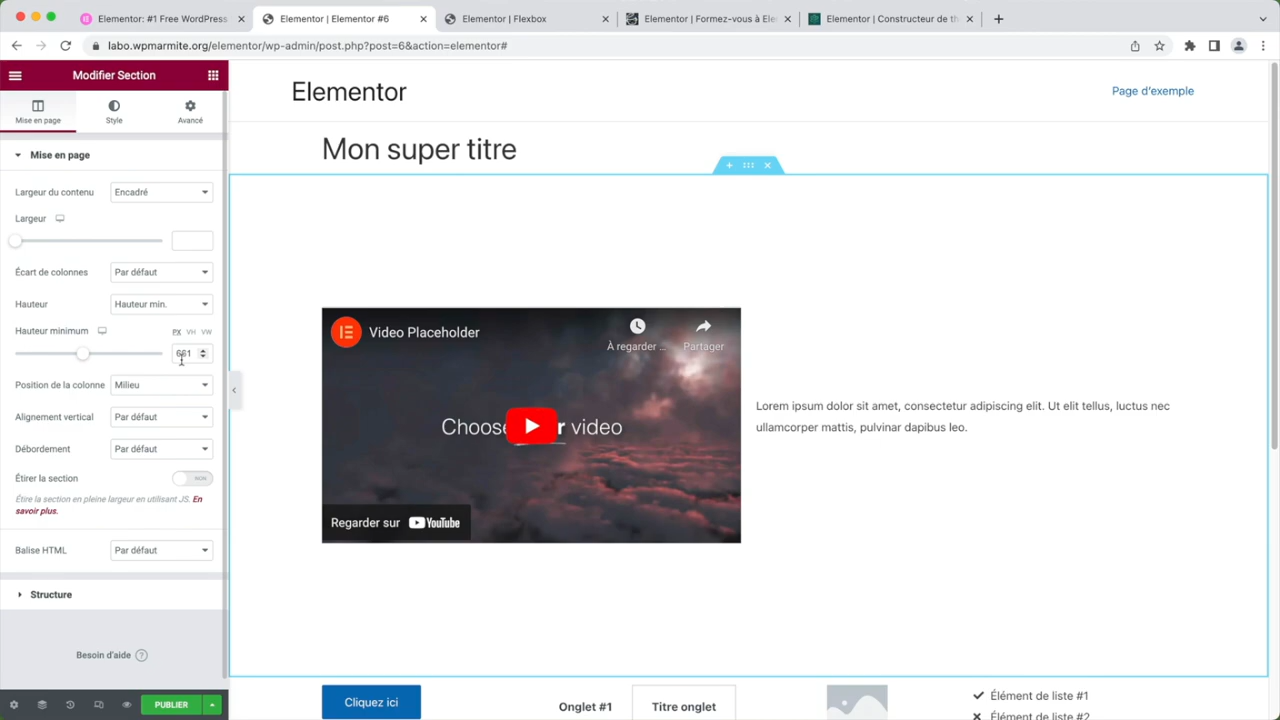 Elementor: #1 Free WordPress
Elementor | Elementor #6
Elementor | Flexbox
Elementor | Formez-vous à Ele
Elementor | Constructeur de th
labo.wpmarmite.org/elementor/wp-admin/post.php?post=6&action=elementor#
Modifier Section
Mise en page
Style
Avancé
Mise en page
Largeur du contenu
Encadré
Largeur
Écart de colonnes
Par défaut
Hauteur
Hauteur min.
Hauteur minimum
PX VH VW
Position de la colonne
Milieu
Alignement vertical
Par défaut
Débordement
Par défaut
Étirer la section
NON
Étire la section en pleine largeur en utilisant JS. En
savoir plus.
Balise HTML
Par défaut
Structure
Besoin d'aide ?
PUBLIER
Elementor
Page d'exemple
Mon super titre
Video Placeholder
À regarder ...
Partager
video
Regarder sur YouTube
Lorem ipsum dolor sit amet, consectetur adipiscing elit. Ut elit tellus, luctus nec
ullamcorper mattis, pulvinar dapibus leo.
Cliquez ici
Onglet #1
Titre onglet
Élément de liste #1
Élément de liste #2